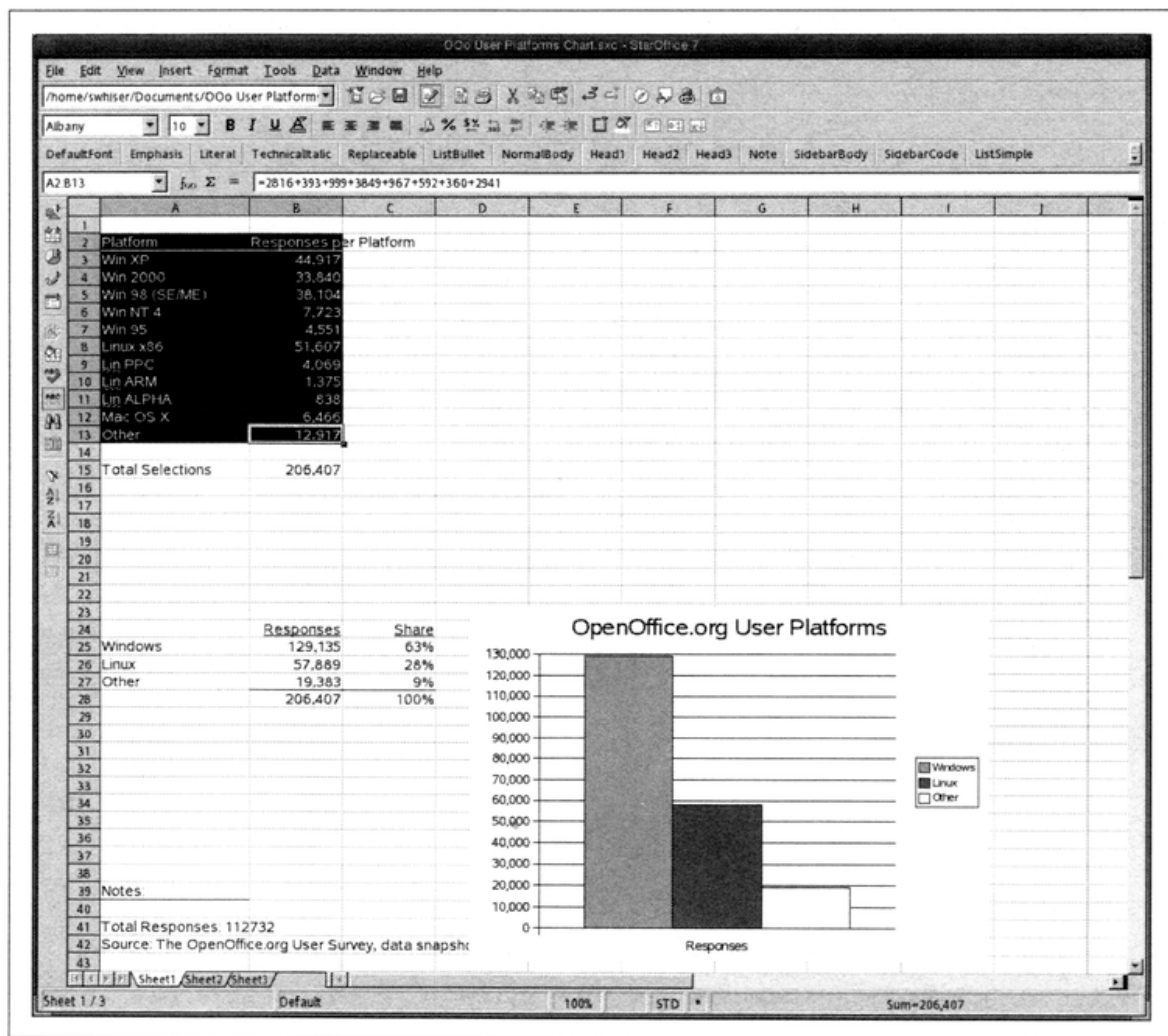 OOo User Platforms Chart.sxc - StarOffice 7
File Edit View Insert Format Tools Data Window Help
/home/swhiser/Documents/OOo User Platform
Albany 10 B I U A
DefaultFont Emphasis Literal TechnicalItalic Replaceable ListBullet NormalBody Head1 Head2 Head3 Note SidebarBody SidebarCode ListSimple
A2:B13 =2816+393+999+3849+967+592+360+2941
A B C D E F G H I J
1
2 Platform Responses per Platform
3 Win XP 44,917
4 Win 2000 33,840
5 Win 98 (SE/ME) 38,104
6 Win NT 4 7,723
7 Win 95 4,551
8 Linux x86 51,607
9 Lin PPC 4,069
10 Lin ARM 1,375
11 Lin ALPHA 838
12 Mac OS X 6,466
13 Other 12,917
14
15 Total Selections 206,407
16
17
18
19
20
21
22
23
24 Responses Share
25 Windows 129,135 63%
26 Linux 57,889 28%
27 Other 19,383 9%
28 206,407 100%
29
30
31
32
33
34
35
36
37
38
39 Notes:
40
41 Total Responses: 112732
42 Source: The OpenOffice.org User Survey, data snapsho
43
OpenOffice.org User Platforms
130,000
120,000
110,000
100,000
90,000
80,000
70,000
60,000
50,000
40,000
30,000
20,000
10,000
0
Responses
Windows
Linux
Other
Sheet1 Sheet2 Sheet3
Sheet 1 / 3 Default 100% STD * Sum=206,407